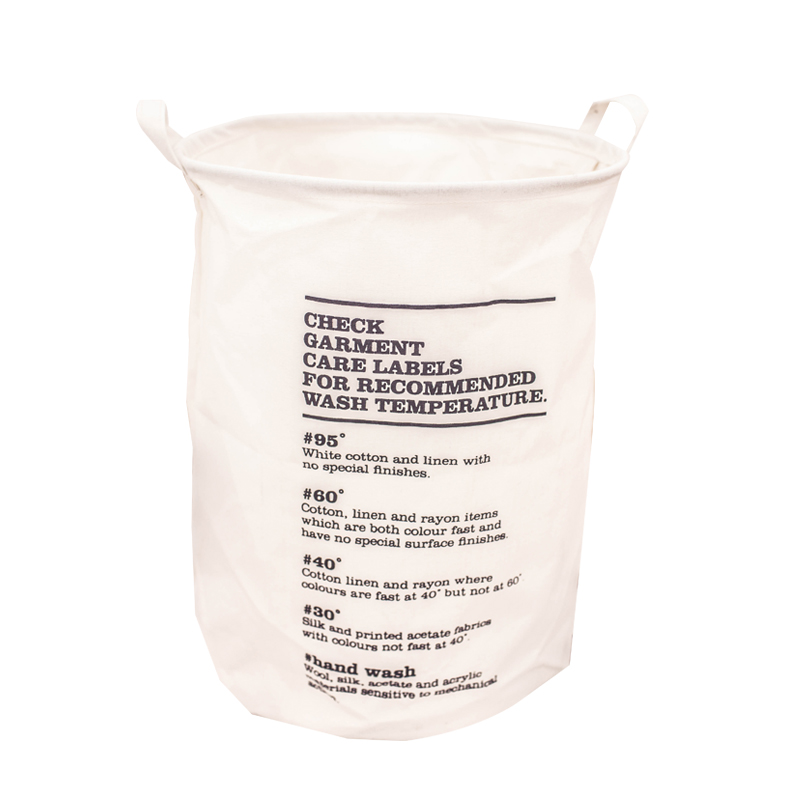 CHECK
GARMENT
CARE LABELS
FOR RECOMMENDED
WASH TEMPERATURE.
#95°
White cotton and linen with
no special finishes.
#60°
Cotton, linen and rayon items
which are both colour fast and
have no special surface finishes.
#40°
Cotton linen and rayon where
colours are fast at 40° but not at 60°.
#30°
Silk and printed acetate fabrics
with colours not fast at 40°.
#hand wash
Wool, silk, acetate and acrylic
materials sensitive to mechanical
action.